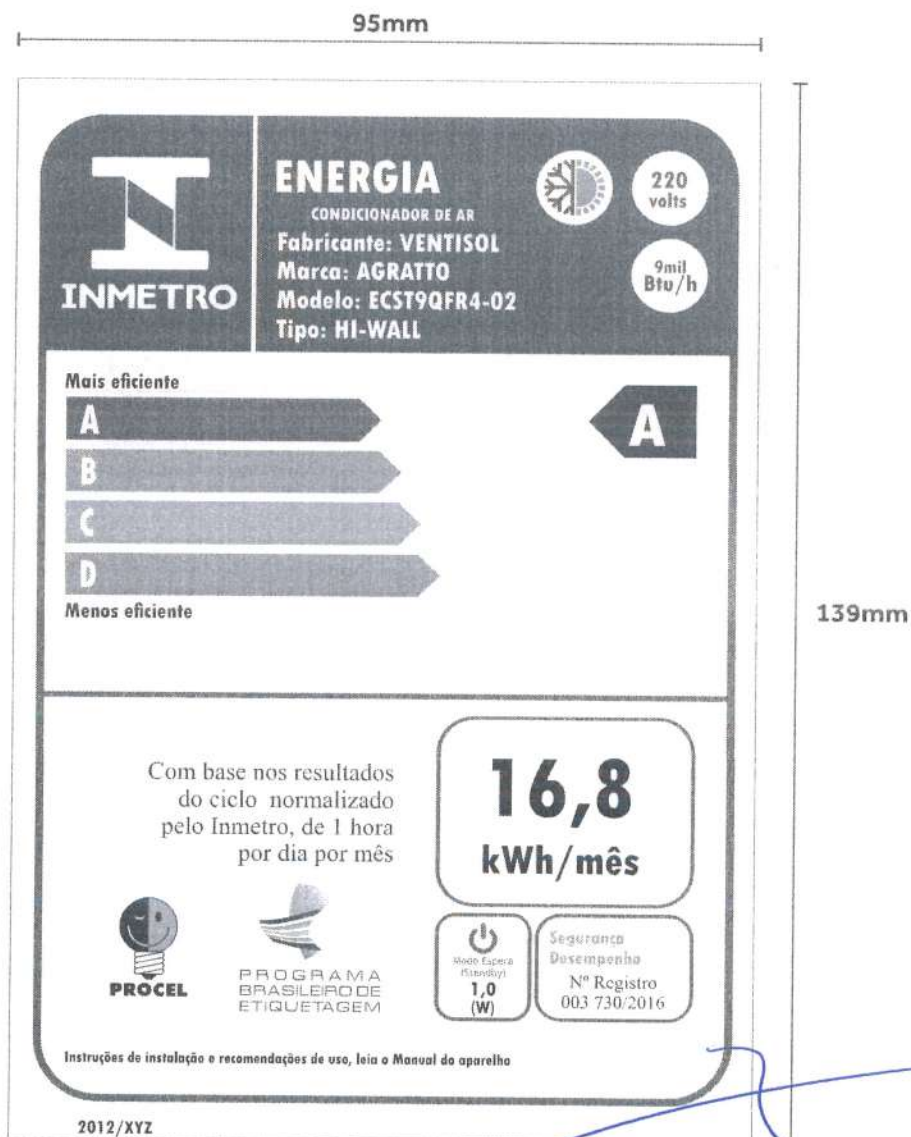 95mm
INMETRO
ENERGIA
CONDICIONADOR DE AR
Fabricante: VENTISOL
Marca: AGRATTO
Modelo: ECST9QFR4-02
Tipo: HI-WALL
220
volts
9mil
Btu/h
Mais eficiente
A
A
B
C
D
Menos eficiente
139mm
Com base nos resultados
do ciclo normalizado
pelo Inmetro, de 1 hora
por dia por mês
16,8
kWh/mês
PROCEL
PROGRAMA
BRASILEIRO DE
ETIQUETAGEM
Modo Espera
(Standby)
1,0
(W)
Segurança
Desempenho
Nº Registro
003 730/2016
Instruções de instalação e recomendações de uso, leia o Manual do aparelho
2012/XYZ